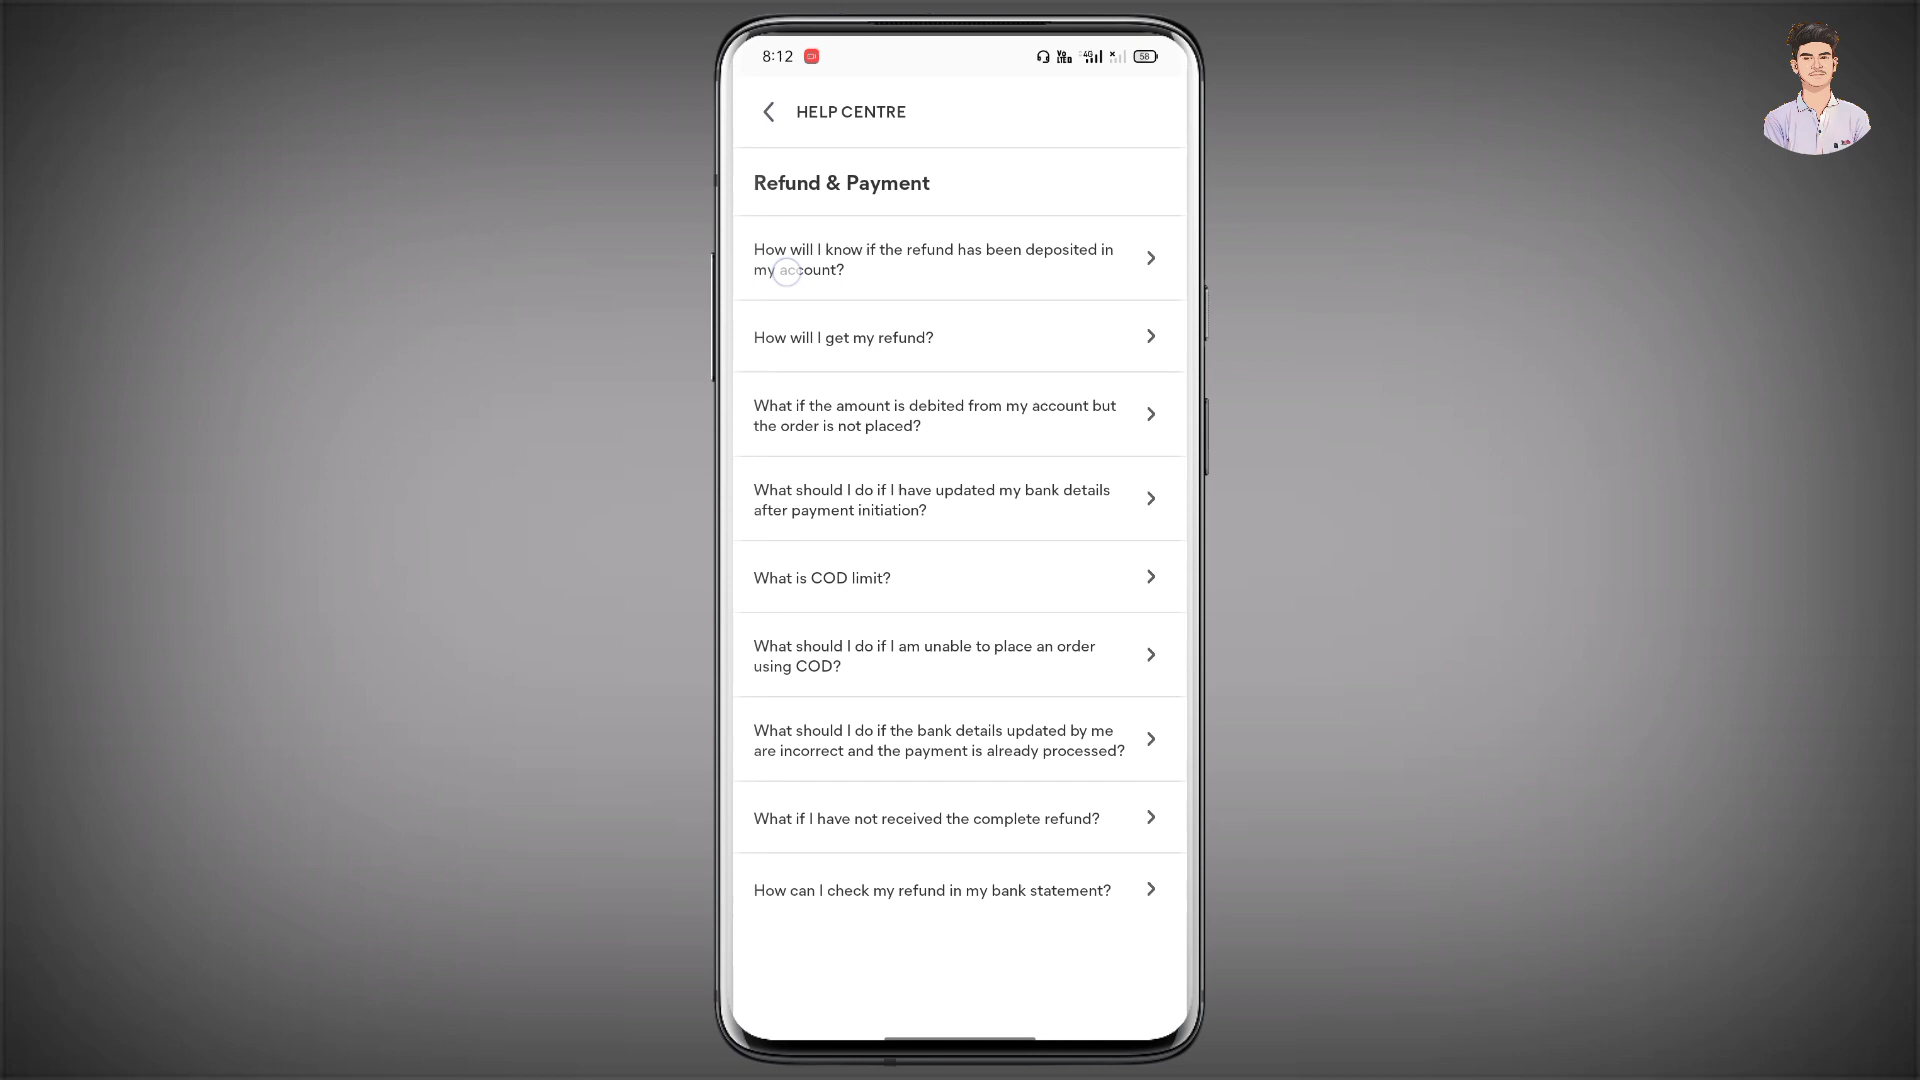 8:12
Vo
LTE
4G
58
HELP CENTRE
Refund & Payment
How will I know if the refund has been deposited in
my account?
How will I get my refund?
What if the amount is debited from my account but
the order is not placed?
What should I do if I have updated my bank details
after payment initiation?
What is COD limit?
What should I do if I am unable to place an order
using COD?
What should I do if the bank details updated by me
are incorrect and the payment is already processed?
What if I have not received the complete refund?
How can I check my refund in my bank statement?